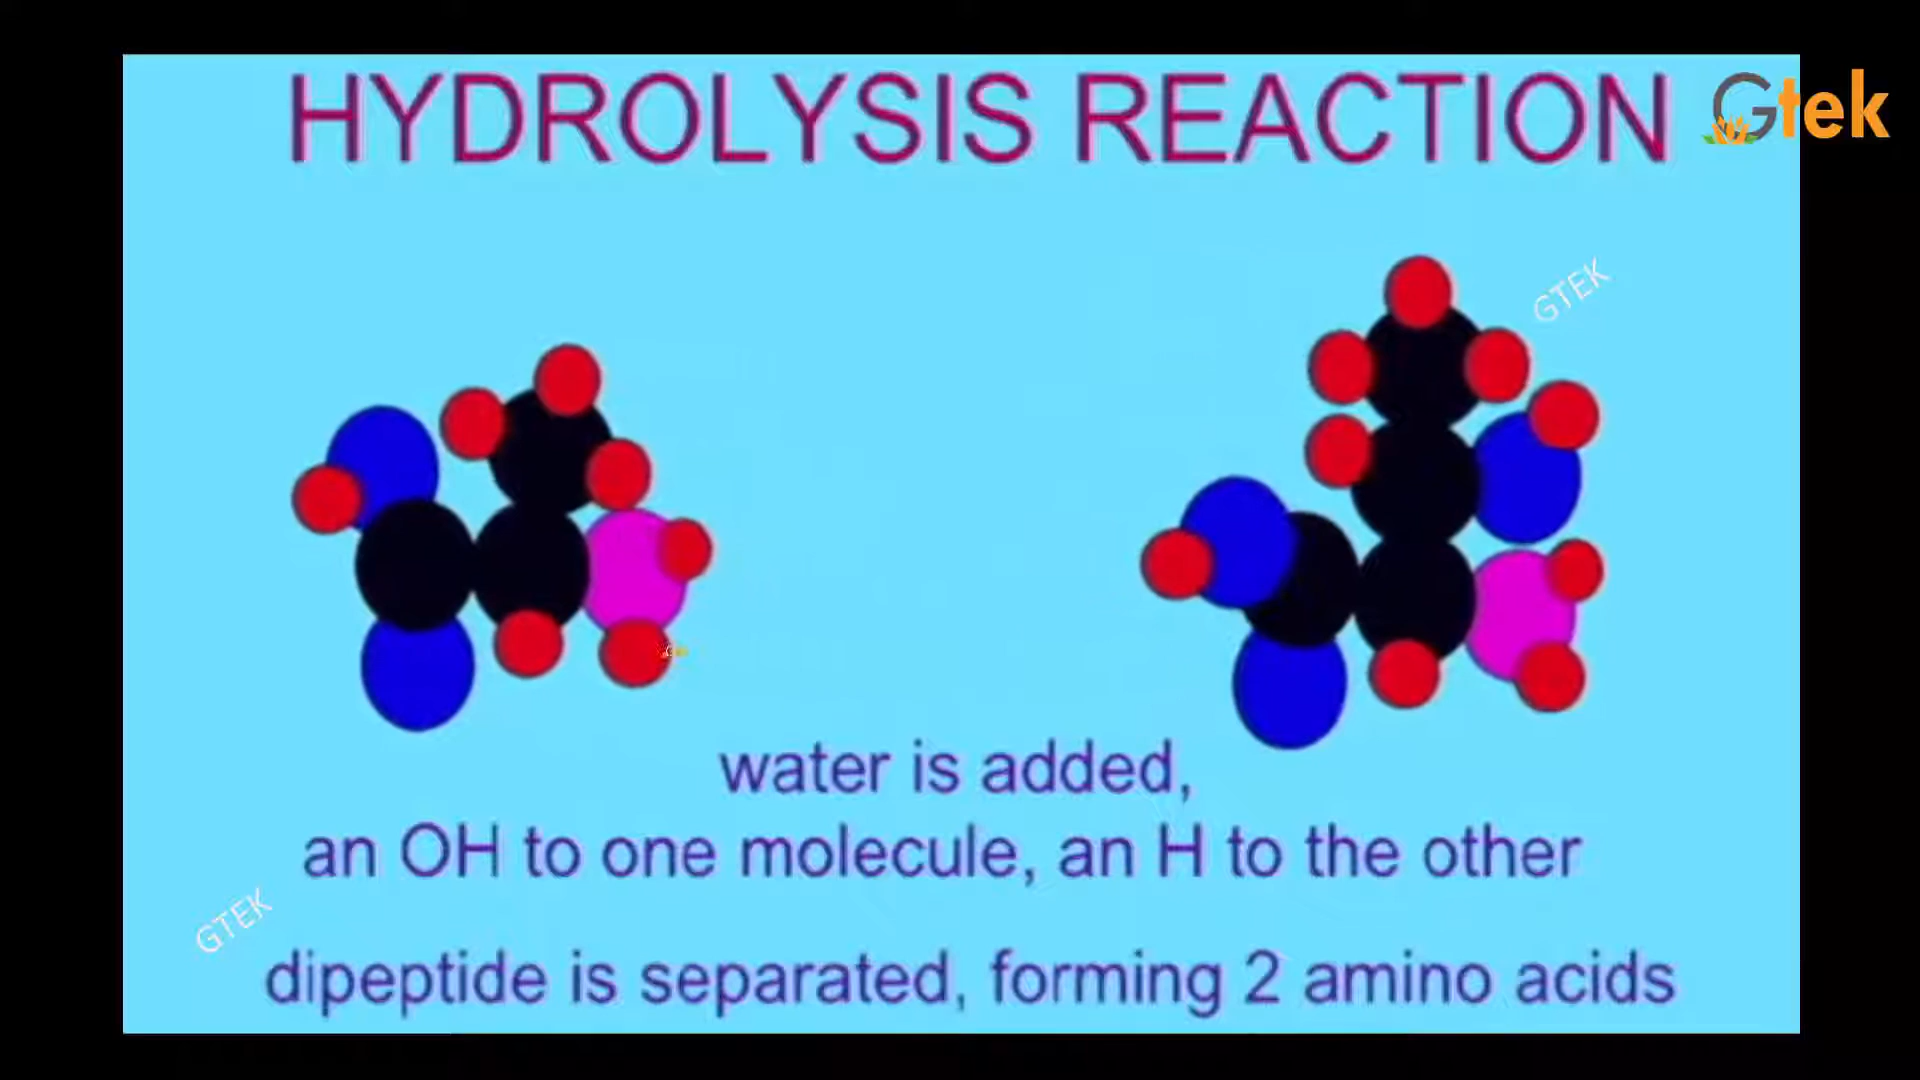 HYDROLYSIS REACTION
Gtek
GTEK
water is added,
an OH to one molecule, an H to the other
GTEK
dipeptide is separated, forming 2 amino acids